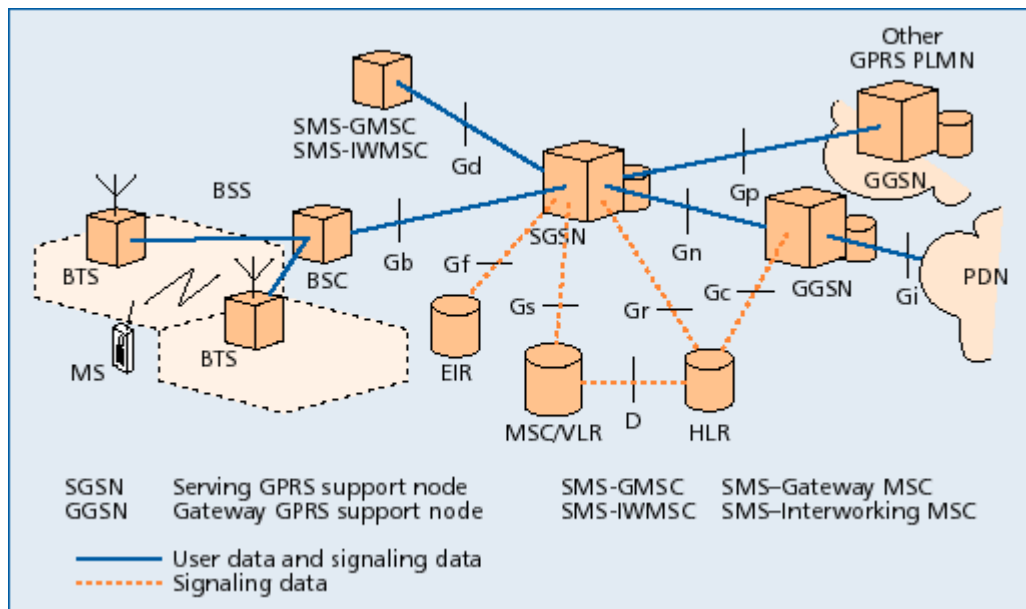 Other
GPRS PLMN
SMS-GMSC
SMS-IWMSC
Gd
BSS
Gp
GGSN
SGSN
Gn
BTS
BSC
Gb
Gf
GGSN
Gi
PDN
Gs
Gr
Gc
MS
BTS
EIR
MSC/VLR
D
HLR
SGSN Serving GPRS support node
GGSN Gateway GPRS support node
SMS-GMSC SMS–Gateway MSC
SMS-IWMSC SMS–Interworking MSC
User data and signaling data
Signaling data